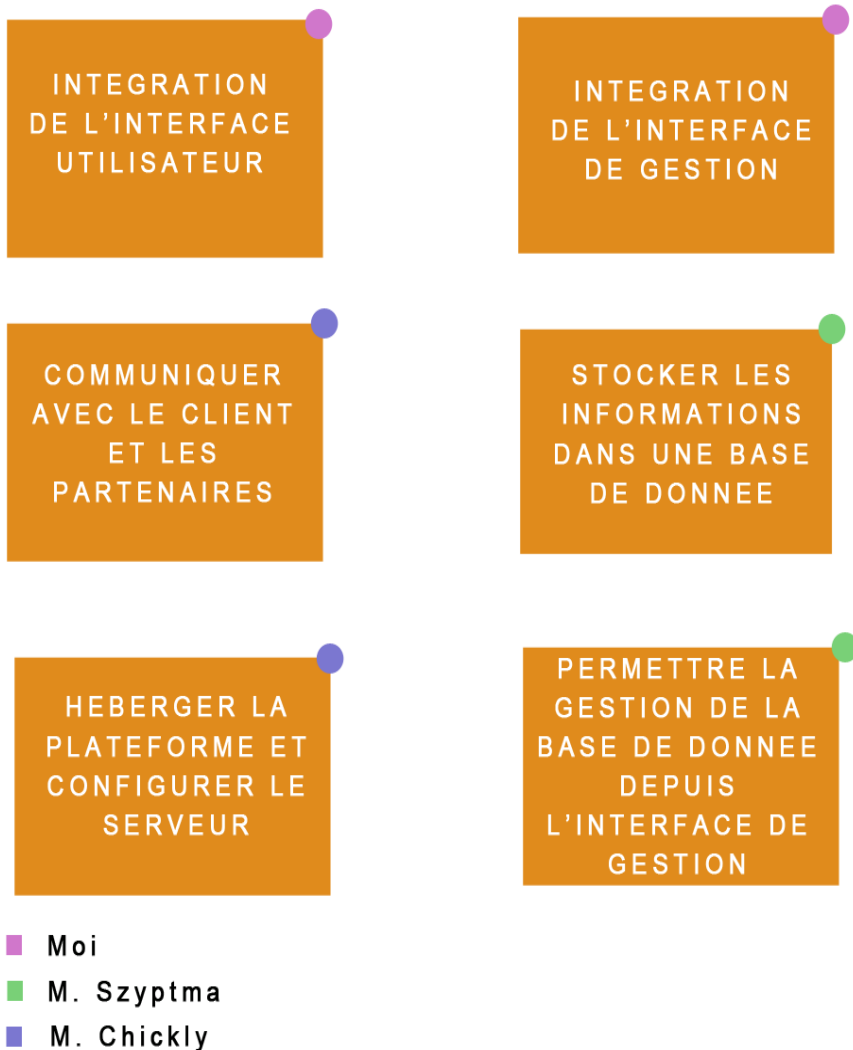 INTEGRATION
DE L'INTERFACE
UTILISATEUR
INTEGRATION
DE L'INTERFACE
DE GESTION
COMMUNIQUER
AVEC LE CLIENT
ET LES
PARTENAIRES
STOCKER LES
INFORMATIONS
DANS UNE BASE
DE DONNEE
HEBERGER LA
PLATEFORME ET
CONFIGURER LE
SERVEUR
PERMETTRE LA
GESTION DE LA
BASE DE DONNEE
DEPUIS
L'INTERFACE DE
GESTION
Moi
M. Szyptma
M. Chickly